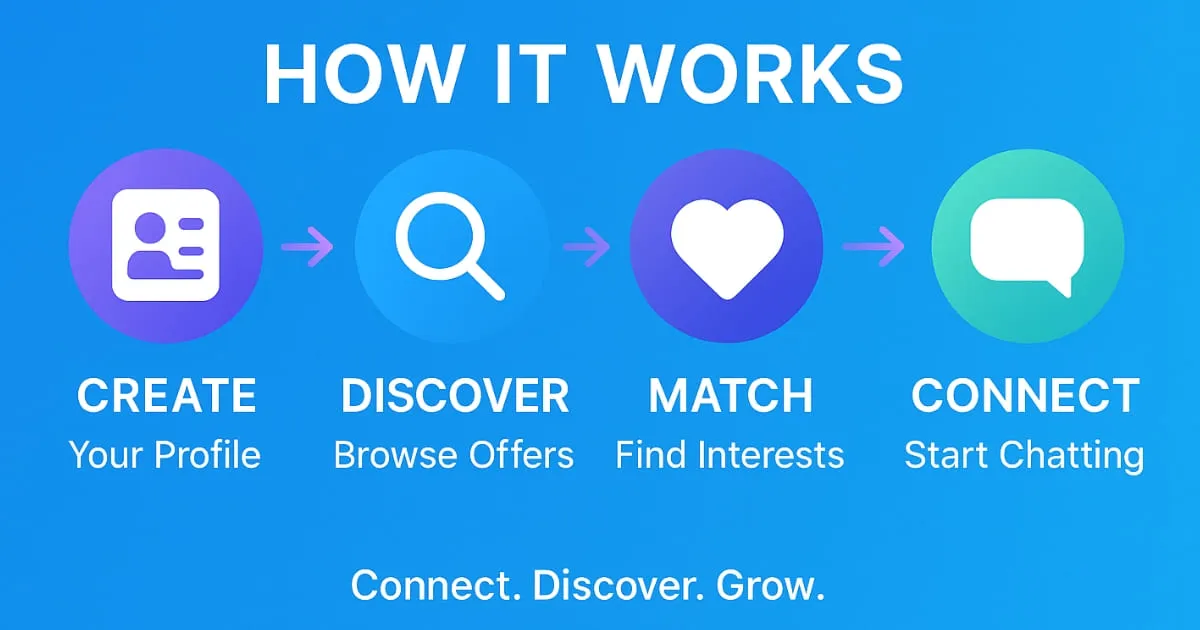 HOW IT WORKS
CREATE
Your Profile
DISCOVER
Browse Offers
MATCH
Find Interests
CONNECT
Start Chatting
Connect. Discover. Grow.